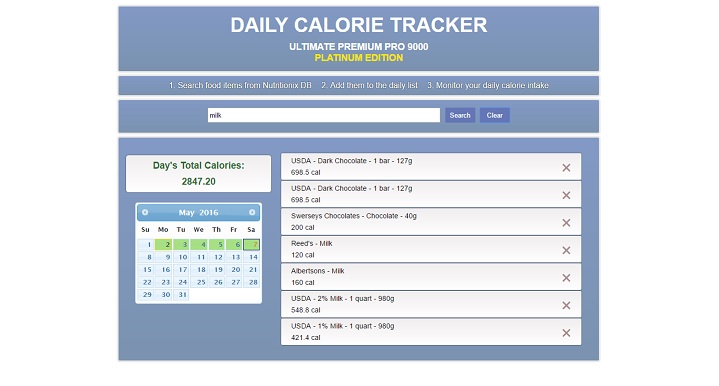 DAILY CALORIE TRACKER
ULTIMATE PREMIUM PRO 9000
PLATINUM EDITION
1. Search food items from Nutritionix DB 2. Add them to the daily list 3. Monitor your daily calorie intake
milk Search Clear
Day's Total Calories:
2847.20
May 2016
Su Mo Tu We Th Fr Sa
1 2 3 4 5 6 7
8 9 10 11 12 13 14
15 16 17 18 19 20 21
22 23 24 25 26 27 28
29 30 31
USDA - Dark Chocolate - 1 bar - 127g
698.5 cal
USDA - Dark Chocolate - 1 bar - 127g
698.5 cal
Swerseys Chocolates - Chocolate - 40g
200 cal
Reed's - Milk
120 cal
Albertsons - Milk
160 cal
USDA - 2% Milk - 1 quart - 980g
548.8 cal
USDA - 1% Milk - 1 quart - 980g
421.4 cal